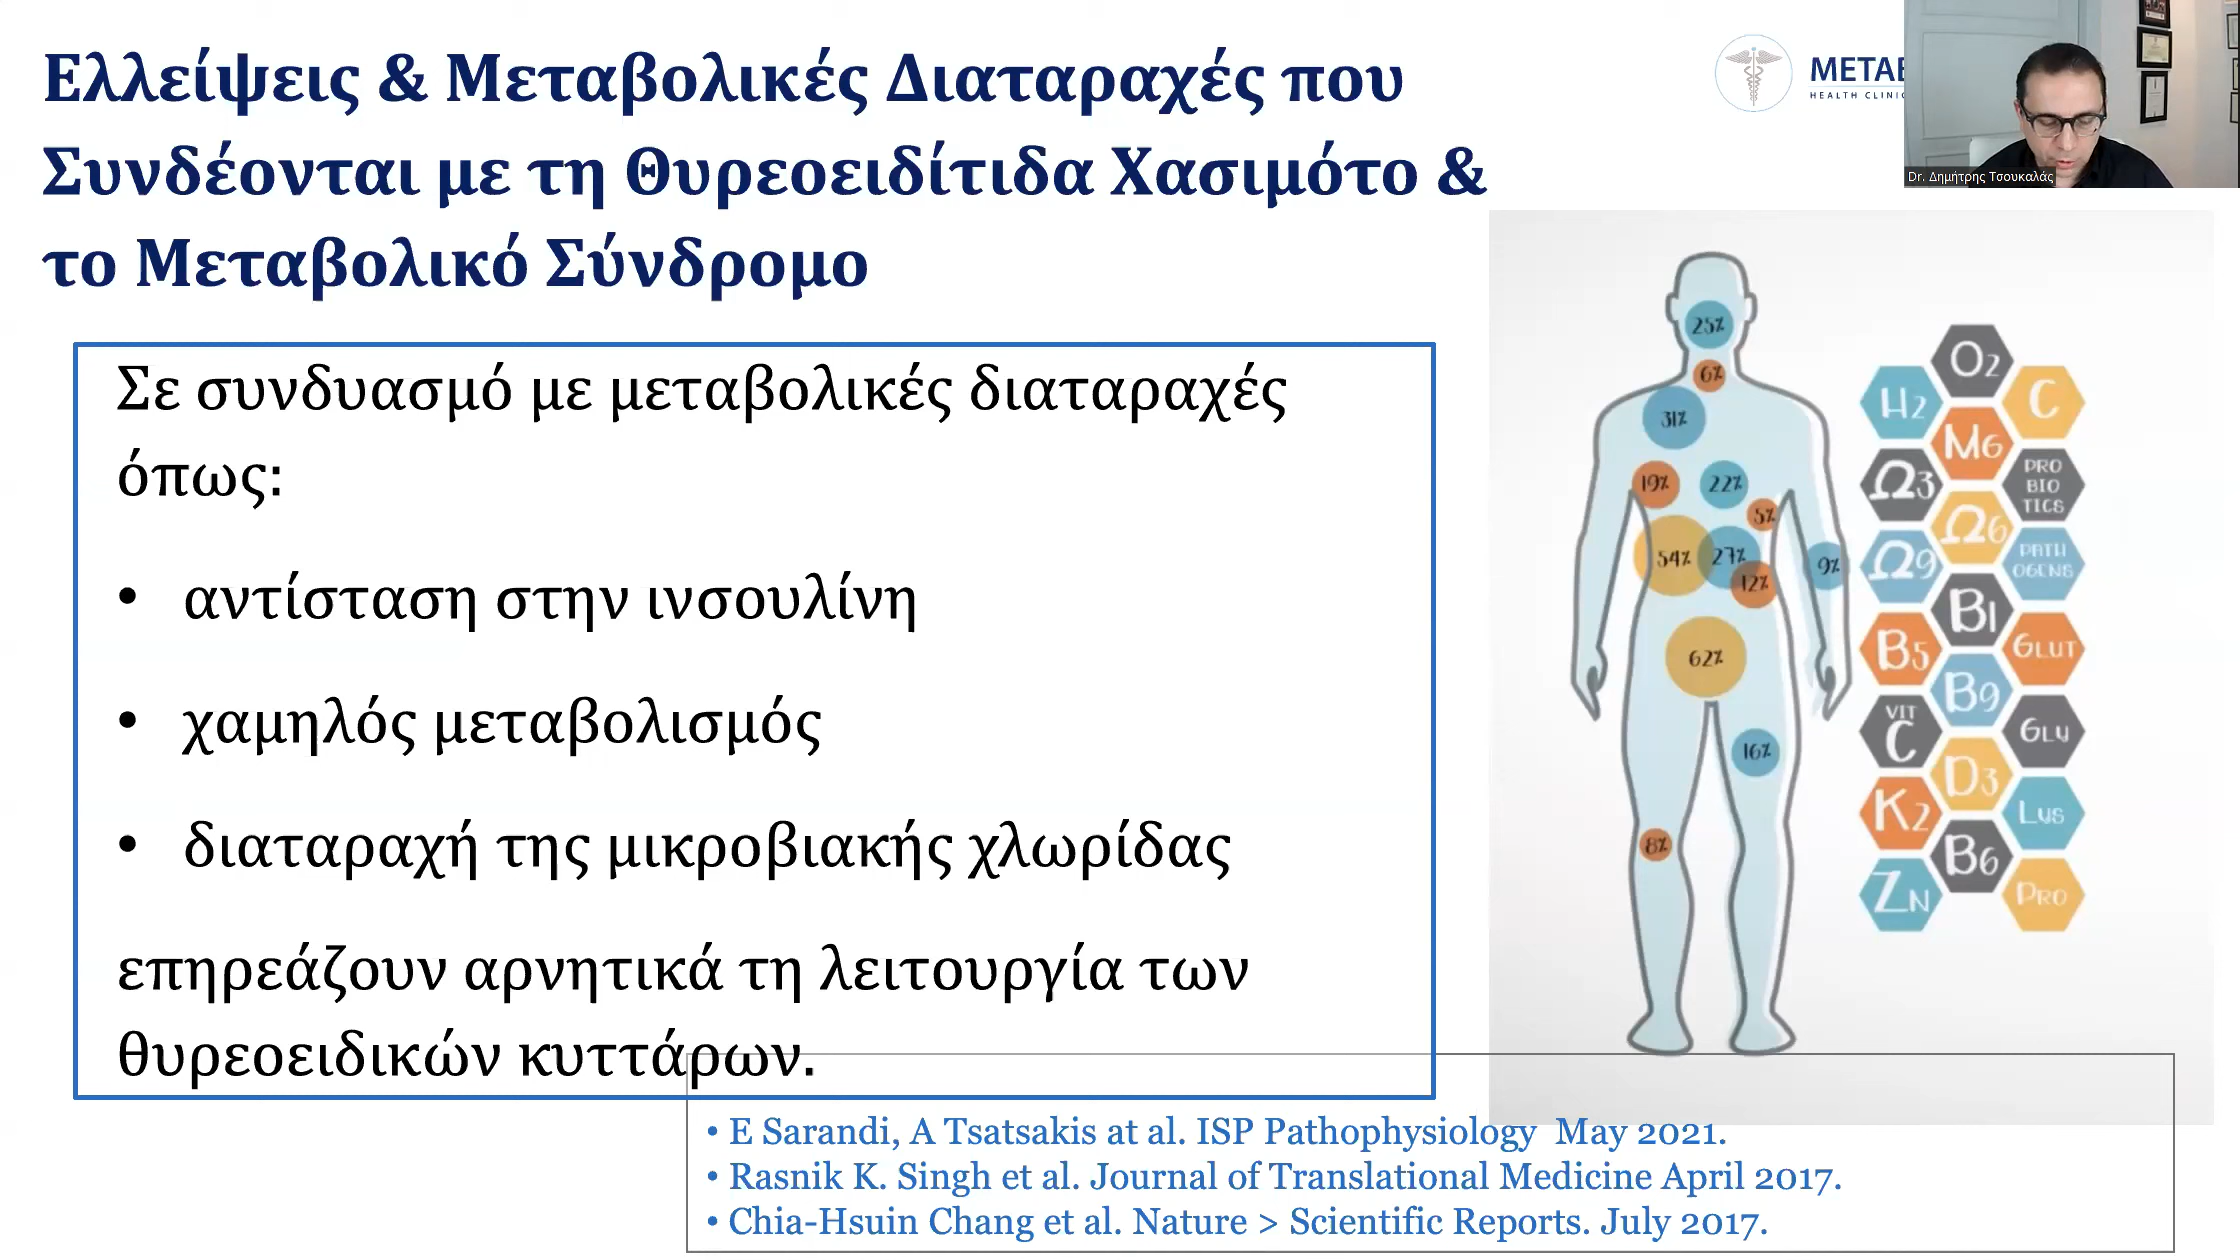 Ελλείψεις & Μεταβολικές Διαταραχές που
Συνδέονται με τη Θυρεοειδίτιδα Χασιμότο &
το Μεταβολικό Σύνδρομο
HEALTH CLINIC
Dr. Δημήτρης Τσουκαλάς
Σε συνδυασμό με μεταβολικές διαταραχές
όπως:
• αντίσταση στην ινσουλίνη
• χαμηλός μεταβολισμός
• διαταραχή της μικροβιακής χλωρίδας
επηρεάζουν αρνητικά τη λειτουργία των
θυρεοειδικών κυττάρων.
25%
6%
31%
19%
22%
5%
54%
27%
12%
9%
62%
16%
8%
O2
H2
C
M6
Ω3
PRO
BIO
TICS
Ω6
Ω9
PATH
OGENS
B1
B5
GLUT
B9
VIT
C
GLY
D3
K2
LYS
B6
ZN
PRO
• E Sarandi, A Tsatsakis at al. ISP Pathophysiology May 2021.
• Rasnik K. Singh et al. Journal of Translational Medicine April 2017.
• Chia-Hsuin Chang et al. Nature > Scientific Reports. July 2017.